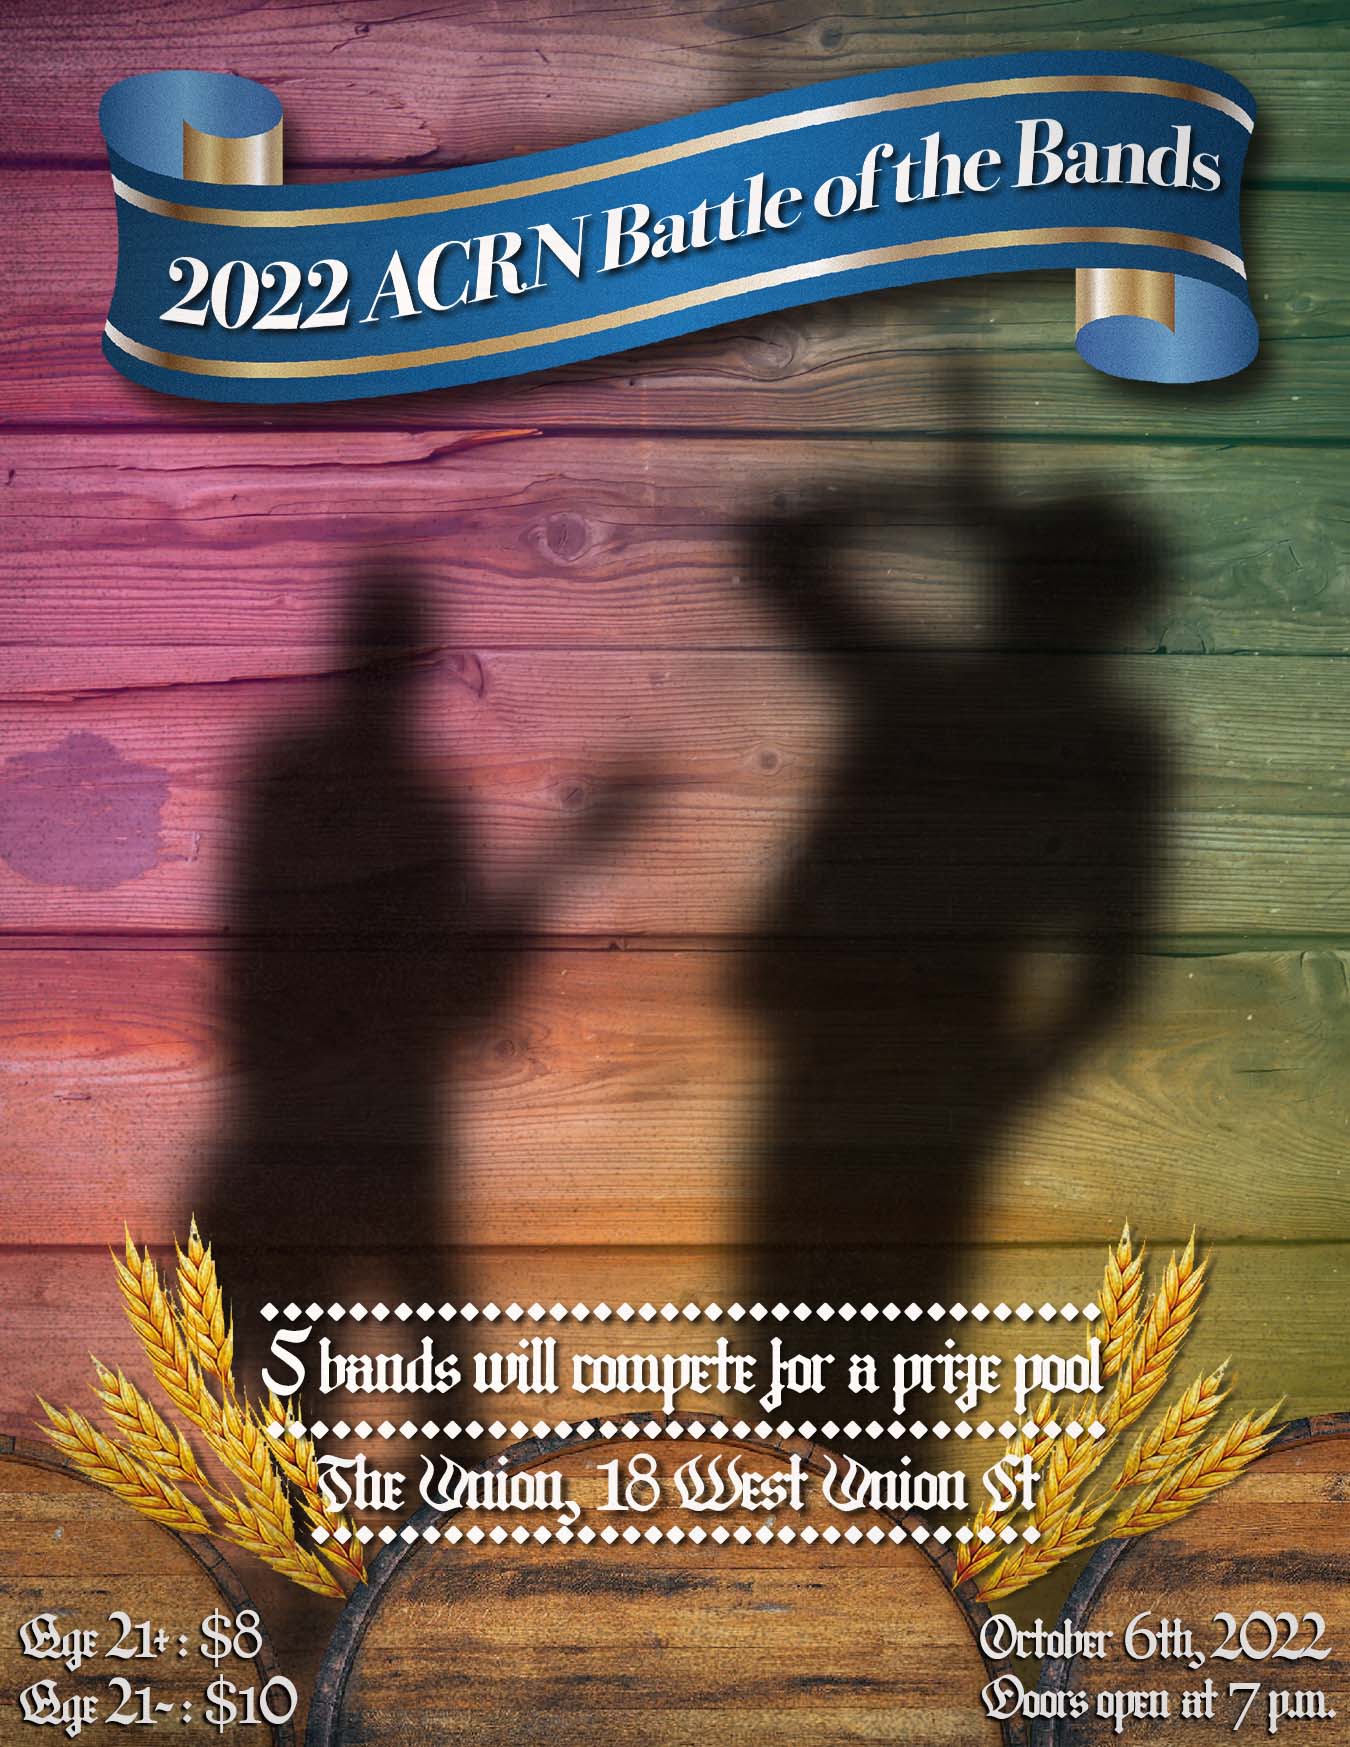 2022 ACRN Battle of the Bands
5 bands will compete for a prize pool
The Union, 18 West Union St
Age 21+ : $8
Age 21- : $10
October 6th, 2022
Doors open at 7 p.m.